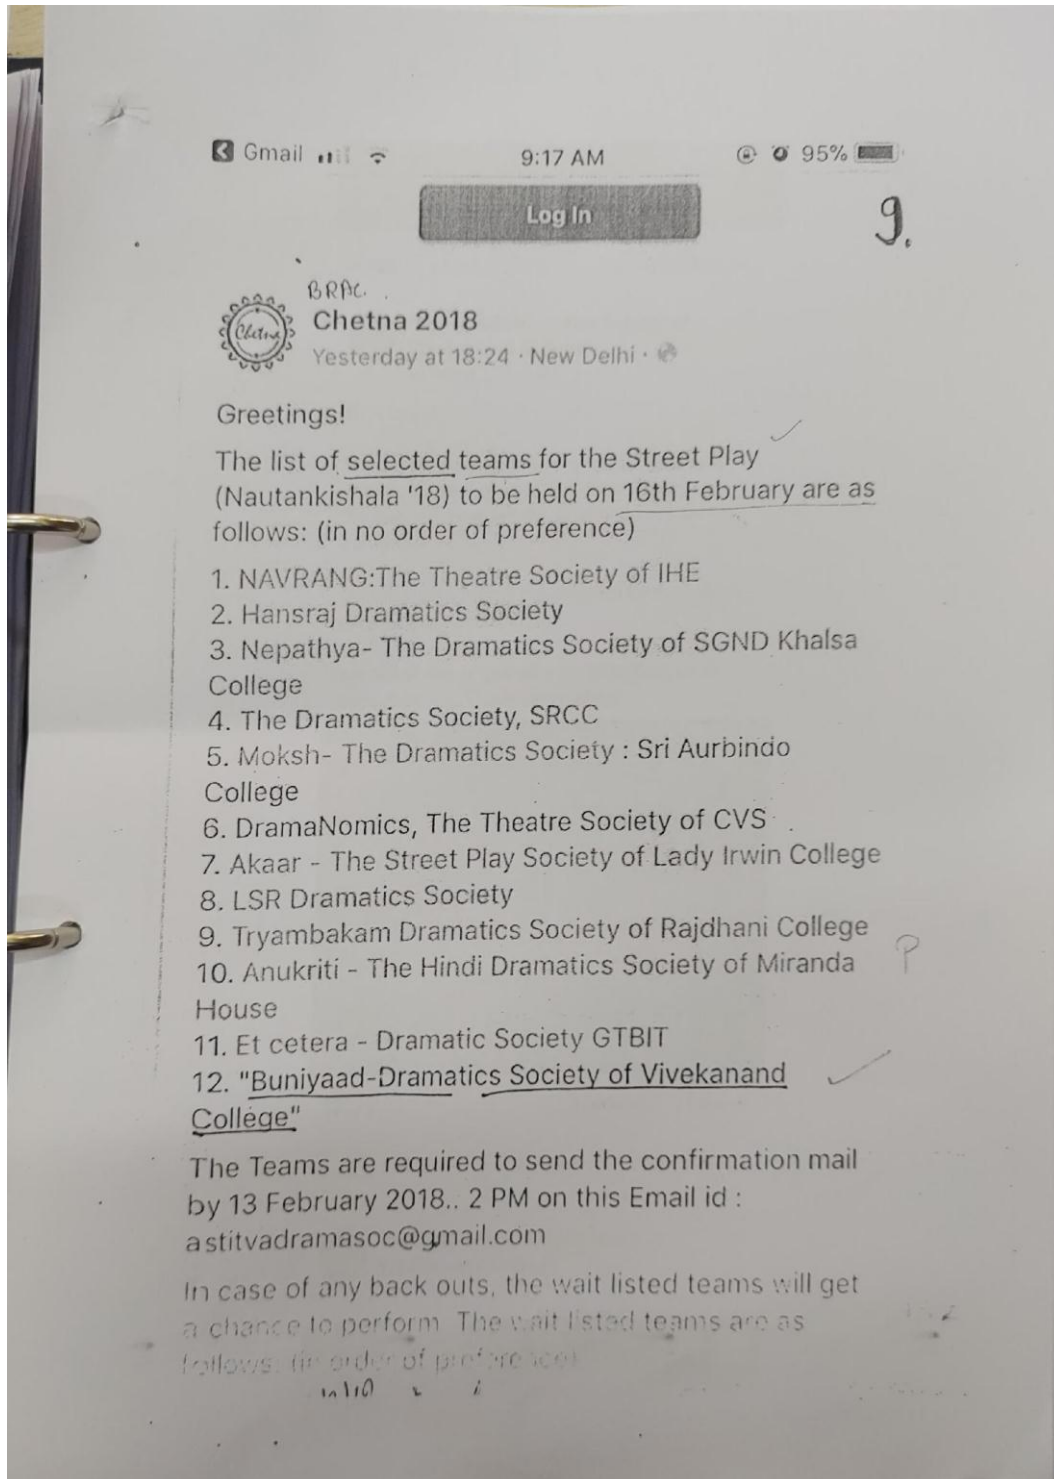 Gmail
9:17 AM
95%
Log In
9.
BRAC.
Chetna
Chetna 2018
Yesterday at 18:24 · New Delhi ·
Greetings!
The list of selected teams for the Street Play
(Nautankishala '18) to be held on 16th February are as
follows: (in no order of preference)
1. NAVRANG:The Theatre Society of IHE
2. Hansraj Dramatics Society
3. Nepathya- The Dramatics Society of SGND Khalsa
College
4. The Dramatics Society, SRCC
5. Moksh- The Dramatics Society : Sri Aurbindo
College
6. DramaNomics, The Theatre Society of CVS
7. Akaar - The Street Play Society of Lady Irwin College
8. LSR Dramatics Society
9. Tryambakam Dramatics Society of Rajdhani College
10. Anukriti - The Hindi Dramatics Society of Miranda
House
11. Et cetera - Dramatic Society GTBIT
12. "Buniyaad-Dramatics Society of Vivekanand
College"
The Teams are required to send the confirmation mail
by 13 February 2018.. 2 PM on this Email id :
astitvadramasoc@gmail.com
In case of any back outs, the wait listed teams will get
a chance to perform. The wait listed teams are as
follows: (in order of preference)